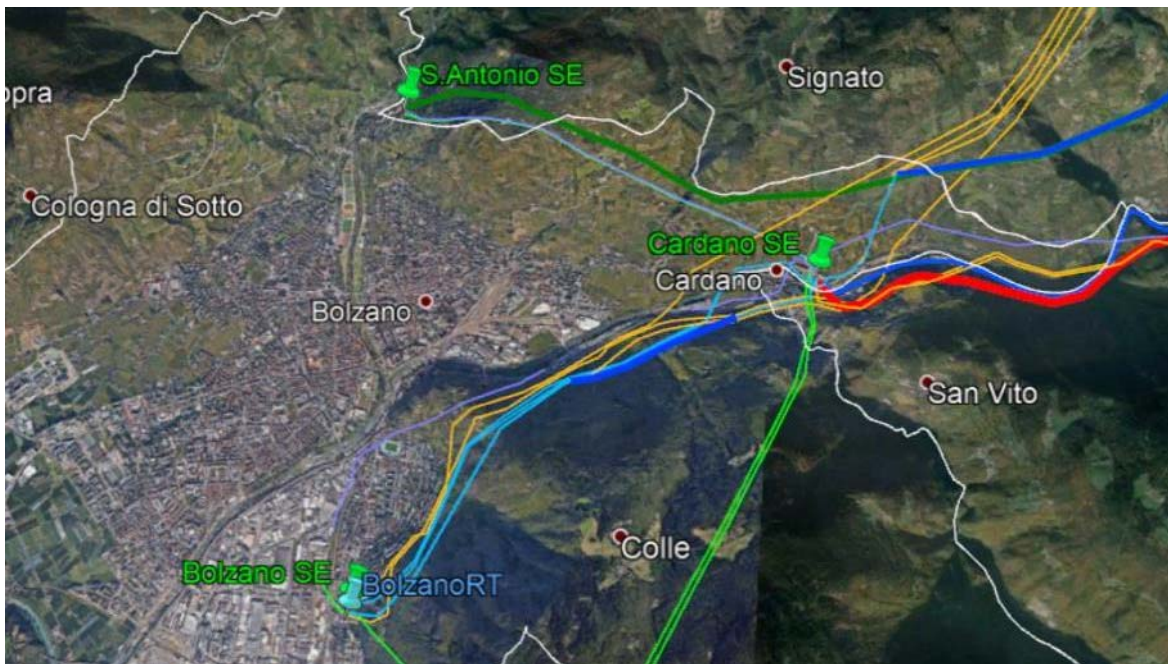 S.Antonio SE
Signato
opra
Cologna di Sotto
Cardano SE
Cardano
Bolzano
San Vito
Colle
Bolzano SE
BolzanoRT